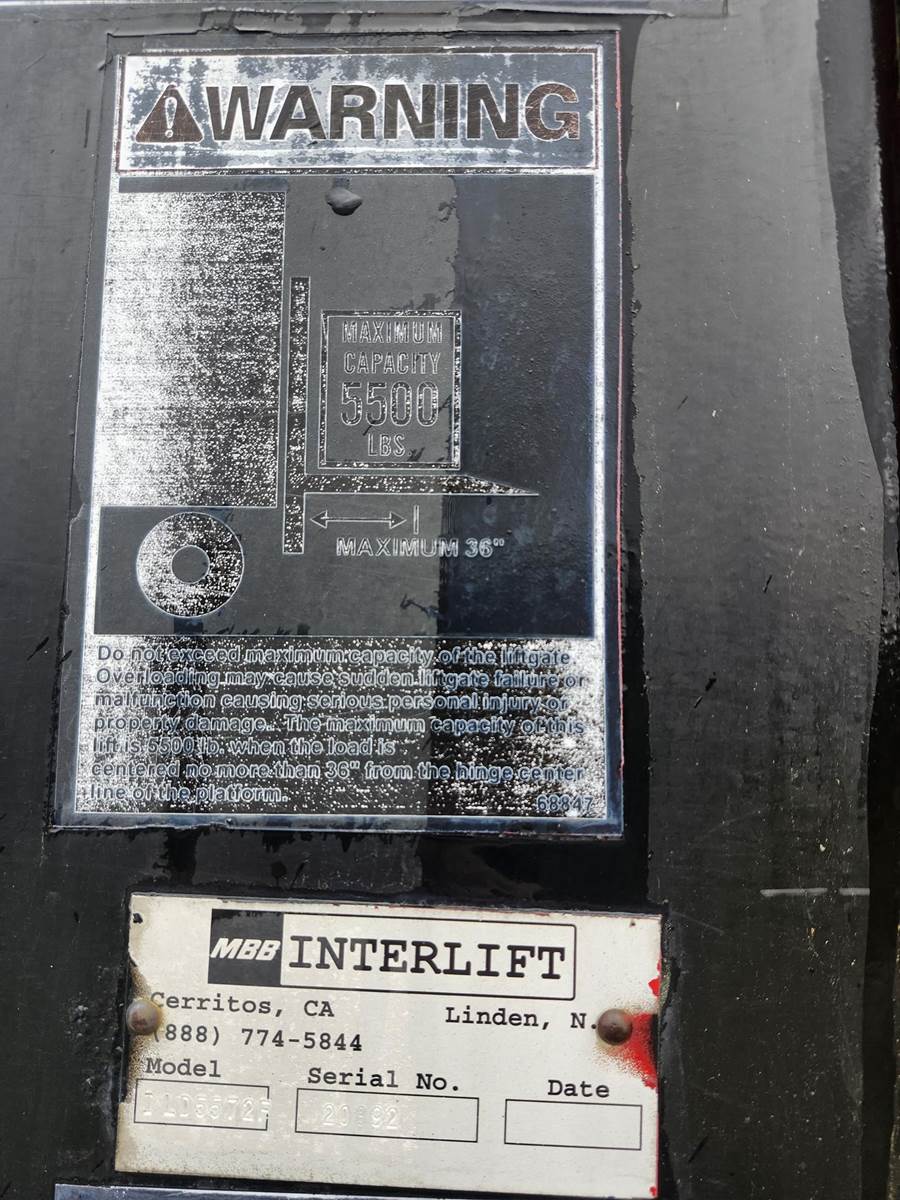 WARNING
MAXIMUM
CAPACITY
5500
LBS
MAXIMUM 36"
Do not exceed maximum capacity of the liftgate.
Overloading may cause sudden liftgate failure or
malfunction causing serious personal injury or
property damage. The maximum capacity of this
lift is 5500 lb. when the load is
centered no more than 36" from the hinge center
line of the platform.
68847
MBB INTERLIFT
Cerritos, CA
Linden, N.
(888) 774-5844
Model
Serial No.
Date